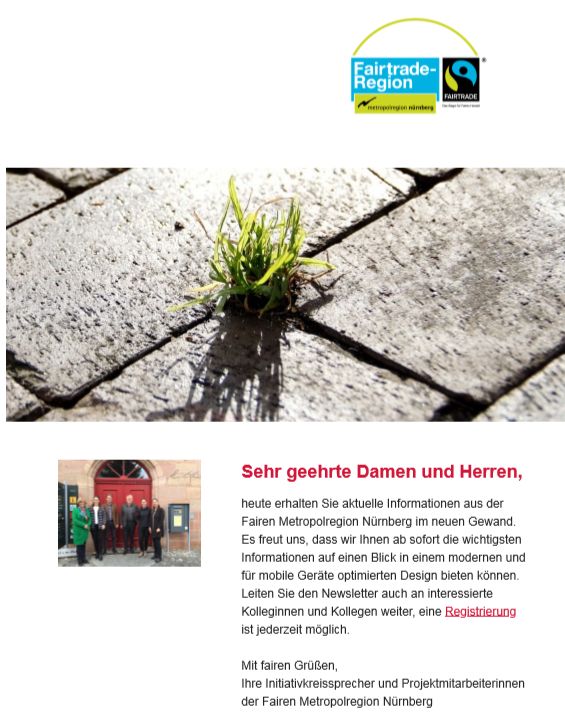 Fairtrade-
Region
metropolregion nürnberg
FAIRTRADE
®
Sehr geehrte Damen und Herren,
heute erhalten Sie aktuelle Informationen aus der
Fairen Metropolregion Nürnberg im neuen Gewand.
Es freut uns, dass wir Ihnen ab sofort die wichtigsten
Informationen auf einen Blick in einem modernen und
für mobile Geräte optimierten Design bieten können.
Leiten Sie den Newsletter auch an interessierte
Kolleginnen und Kollegen weiter, eine Registrierung
ist jederzeit möglich.
Mit fairen Grüßen,
Ihre Initiativkreissprecher und Projektmitarbeiterinnen
der Fairen Metropolregion Nürnberg